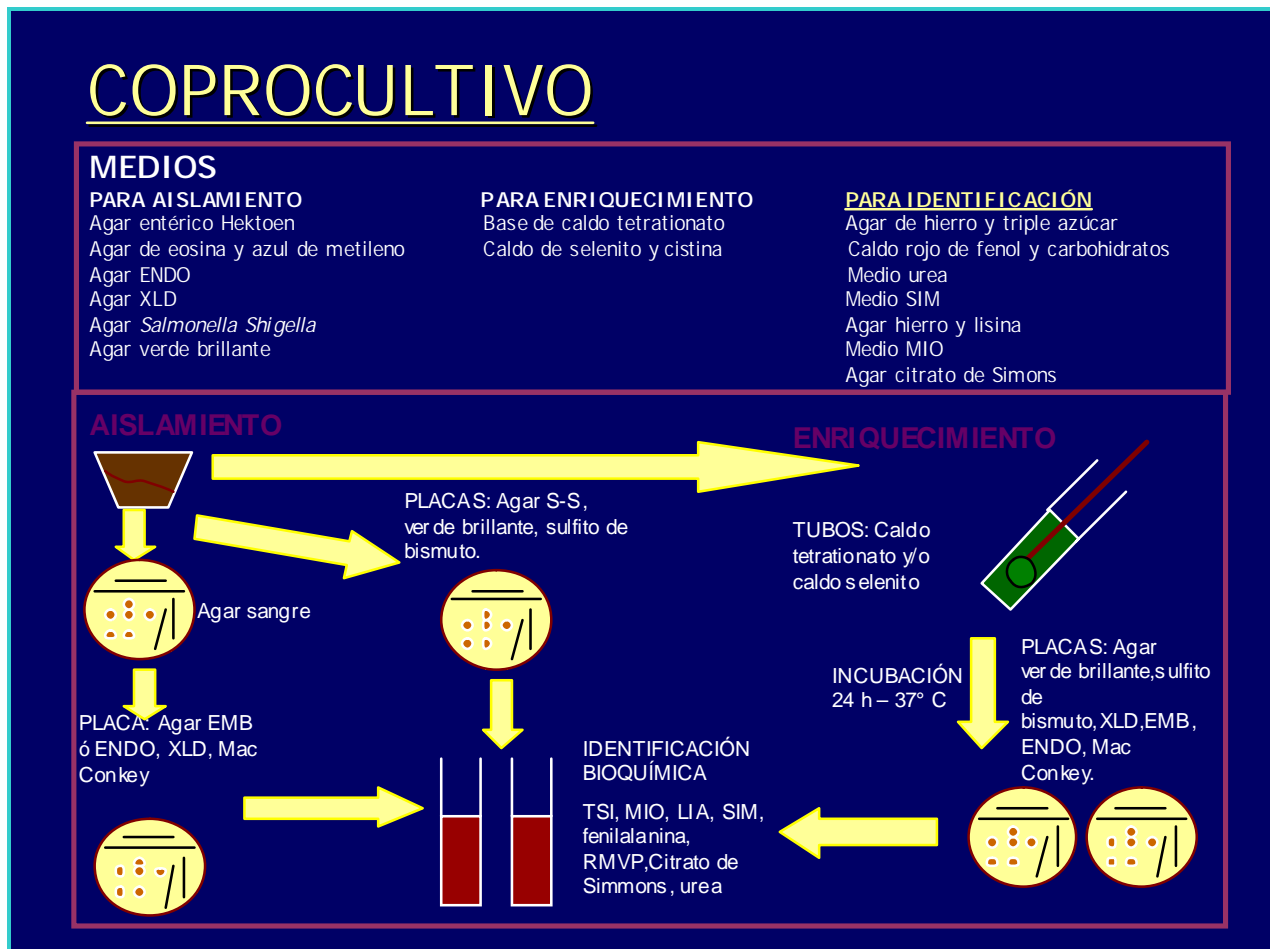 COPROCULTIVO
MEDIOS
PARA AISLAMIENTO
Agar entérico Hektoen
Agar de eosina y azul de metileno
Agar ENDO
Agar XLD
Agar Salmonella Shigella
Agar verde brillante
PARA ENRIQUECIMIENTO
Base de caldo tetrationato
Caldo de selenito y cistina
PARA IDENTIFICACIÓN
Agar de hierro y triple azúcar
Caldo rojo de fenol y carbohidratos
Medio urea
Medio SIM
Agar hierro y lisina
Medio MIO
Agar citrato de Simons
AISLAMIENTO
ENRIQUECIMIENTO
PLACAS: Agar S-S,
verde brillante, sulfito de
bismuto.
TUBOS: Caldo
tetrationato y/o
caldo selenito
Agar sangre
INCUBACIÓN
24 h – 37° C
PLACAS: Agar
verde brillante,sulfito
de
bismuto,XLD,EMB,
ENDO, Mac
Conkey.
PLACA: Agar EMB
ó ENDO, XLD, Mac
Conkey
IDENTIFICACIÓN
BIOQUÍMICA
TSI, MIO, LIA, SIM,
fenilalanina,
RMVP,Citrato de
Simmons, urea